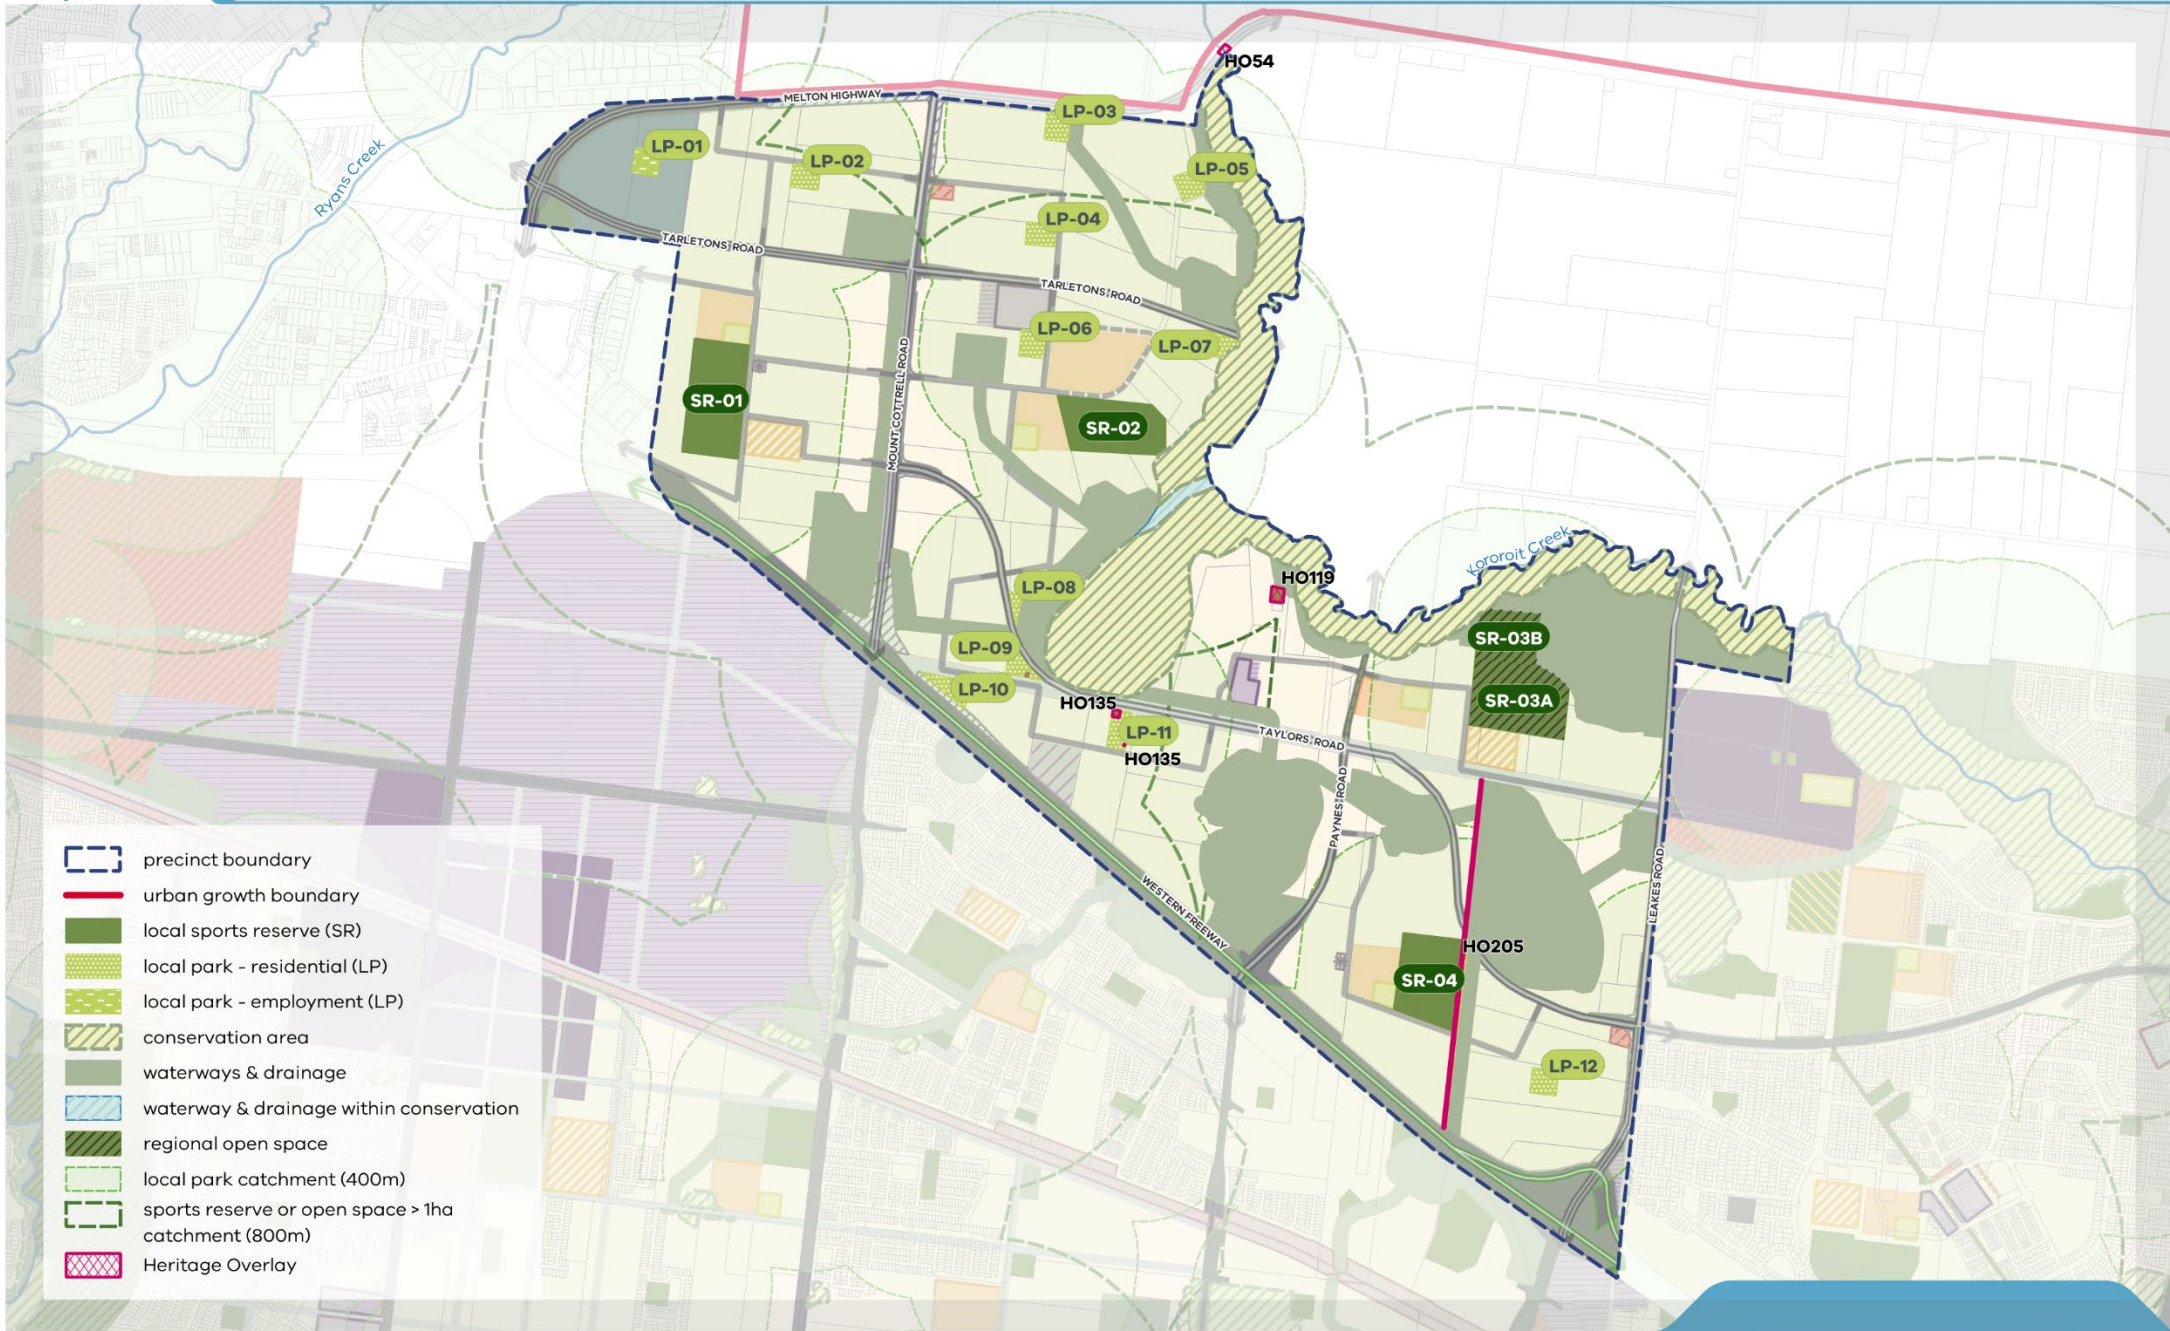 HO54
MELTON HIGHWAY
LP-03
LP-01
LP-02
LP-05
Ryans Creek
LP-04
TARLETONS ROAD
TARLETONS ROAD
LP-06
LP-07
MOUNT COTTRELL ROAD
SR-01
SR-02
Kororoit Creek
HO119
LP-08
SR-03B
LP-09
LP-10
SR-03A
HO135
LP-11
TAYLORS ROAD
HO135
PAYNES ROAD
WESTERN FREEWAY
LEAKES ROAD
HO205
SR-04
LP-12
precinct boundary
urban growth boundary
local sports reserve (SR)
local park - residential (LP)
local park - employment (LP)
conservation area
waterways & drainage
waterway & drainage within conservation
regional open space
local park catchment (400m)
sports reserve or open space > 1ha
catchment (800m)
Heritage Overlay